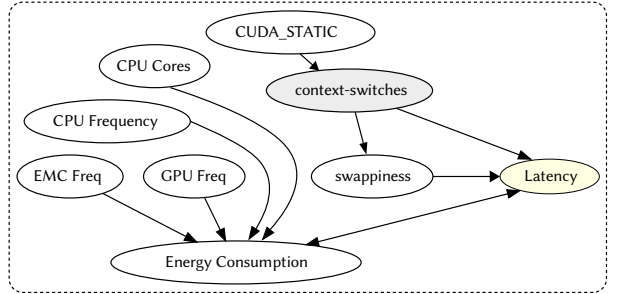 CUDA_STATIC
CPU Cores
context-switches
CPU Frequency
EMC Freq
GPU Freq
swappiness
Latency
Energy Consumption